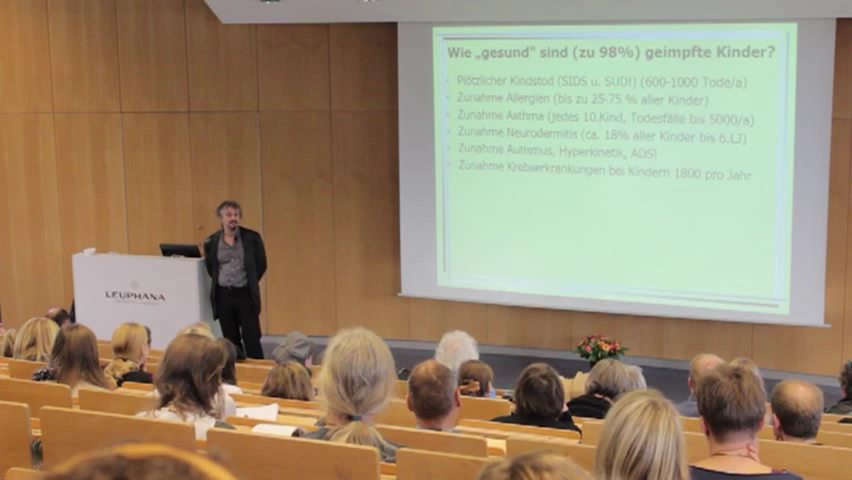 Wie „gesund" sind (zu 98%) geimpfte Kinder?
Plötzlicher Kindstod (SIDS u. SUD!) (600-1000 Tode/a)
Zunahme Allergien (bis zu 25-75 % aller Kinder)
Zunahme Asthma (jedes 10.Kind, Todesfälle bis 5000/a)
Zunahme Neurodermitis (ca. 18% aller Kinder bis 6.LJ)
Zunahme Autismus, Hyperkinetik, ADS!
Zunahme Krebserkrankungen bei Kindern 1800 pro Jahr
LEUPHANA